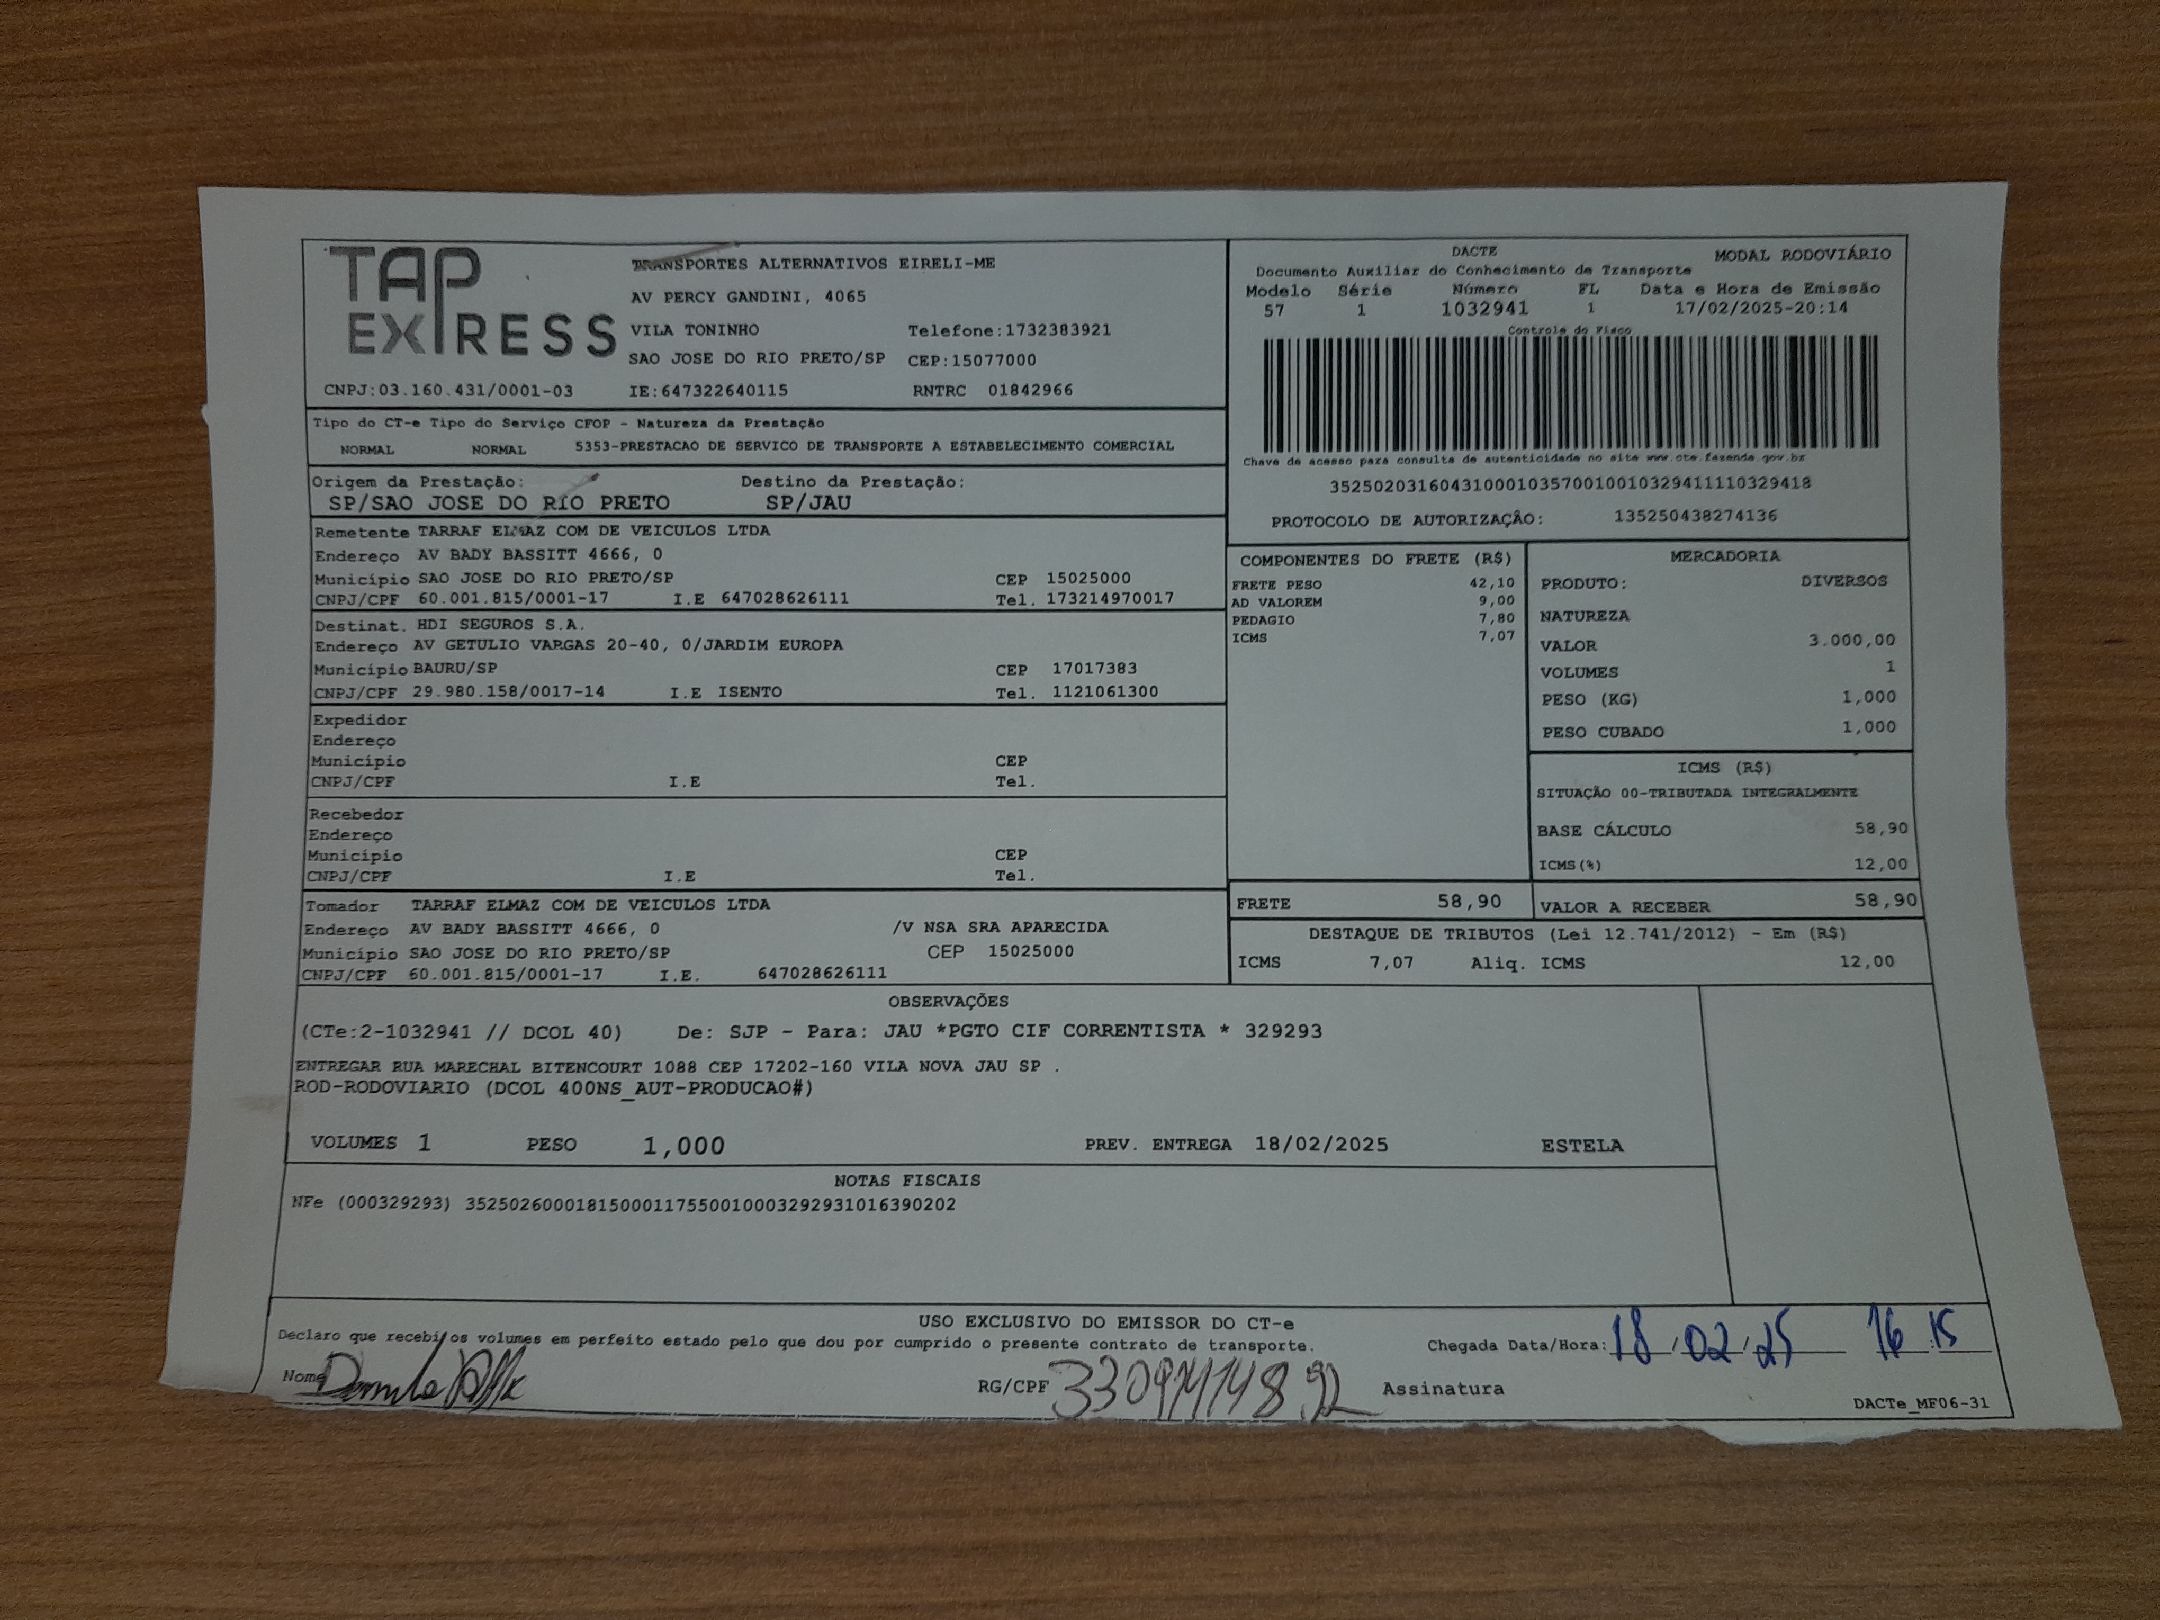 TAP EXPRESS
TRANSPORTES ALTERNATIVOS EIRELI-ME
AV PERCY GANDINI, 4065
VILA TONINHO Telefone:1732383921
SAO JOSE DO RIO PRETO/SP CEP:15077000
CNPJ:03.160.431/0001-03 IE:647322640115 RNTRC 01842966
DACTE MODAL RODOVIÁRIO
Documento Auxiliar do Conhecimento de Transporte
Modelo Série Número FL Data e Hora de Emissão
57 1 1032941 1 17/02/2025-20:14
Controle do Fisco
Chave de acesso para consulta de autenticidade no site www.cte.fazenda.gov.br
35250203160431000103570010010329411110329418
PROTOCOLO DE AUTORIZAÇÂO: 135250438274136
Tipo do CT-e Tipo do Serviço CFOP - Natureza da Prestação
NORMAL NORMAL 5353-PRESTACAO DE SERVICO DE TRANSPORTE A ESTABELECIMENTO COMERCIAL
Origem da Prestação: Destino da Prestação:
SP/SAO JOSE DO RIO PRETO SP/JAU
Remetente TARRAF ELMAZ COM DE VEICULOS LTDA
Endereço AV BADY BASSITT 4666, 0
Município SAO JOSE DO RIO PRETO/SP CEP 15025000
CNPJ/CPF 60.001.815/0001-17 I.E 647028626111 Tel. 173214970017
Destinat. HDI SEGUROS S.A.
Endereço AV GETULIO VARGAS 20-40, 0/JARDIM EUROPA
Município BAURU/SP CEP 17017383
CNPJ/CPF 29.980.158/0017-14 I.E ISENTO Tel. 1121061300
Expedidor
Endereço
Município CEP
CNPJ/CPF I.E Tel.
Recebedor
Endereço
Município CEP
CNPJ/CPF I.E Tel.
Tomador TARRAF ELMAZ COM DE VEICULOS LTDA
Endereço AV BADY BASSITT 4666, 0 /V NSA SRA APARECIDA
Município SAO JOSE DO RIO PRETO/SP CEP 15025000
CNPJ/CPF 60.001.815/0001-17 I.E. 647028626111
COMPONENTES DO FRETE (R$)
FRETE PESO 42,10
AD VALOREM 9,00
PEDAGIO 7,80
ICMS 7,07
MERCADORIA
PRODUTO: DIVERSOS
NATUREZA
VALOR 3.000,00
VOLUMES 1
PESO (KG) 1,000
PESO CUBADO 1,000
ICMS (R$)
SITUAÇÃO 00-TRIBUTADA INTEGRALMENTE
BASE CÁLCULO 58,90
ICMS(%) 12,00
FRETE 58,90 VALOR A RECEBER 58,90
DESTAQUE DE TRIBUTOS (Lei 12.741/2012) - Em (R$)
ICMS 7,07 Aliq. ICMS 12,00
OBSERVAÇÕES
(CTe:2-1032941 // DCOL 40) De: SJP - Para: JAU *PGTO CIF CORRENTISTA * 329293
ENTREGAR RUA MARECHAL BITENCOURT 1088 CEP 17202-160 VILA NOVA JAU SP .
ROD-RODOVIARIO (DCOL 400NS_AUT-PRODUCAO#)
VOLUMES 1 PESO 1,000 PREV. ENTREGA 18/02/2025 ESTELA
NOTAS FISCAIS
NFe (000329293) 35250260001815000117550010003292931016390202
USO EXCLUSIVO DO EMISSOR DO CT-e
Declaro que recebi os volumes em perfeito estado pelo que dou por cumprido o presente contrato de transporte. Chegada Data/Hora: 18/02/25 16:15
Nome RG/CPF Assinatura
DACTe_MF06-31